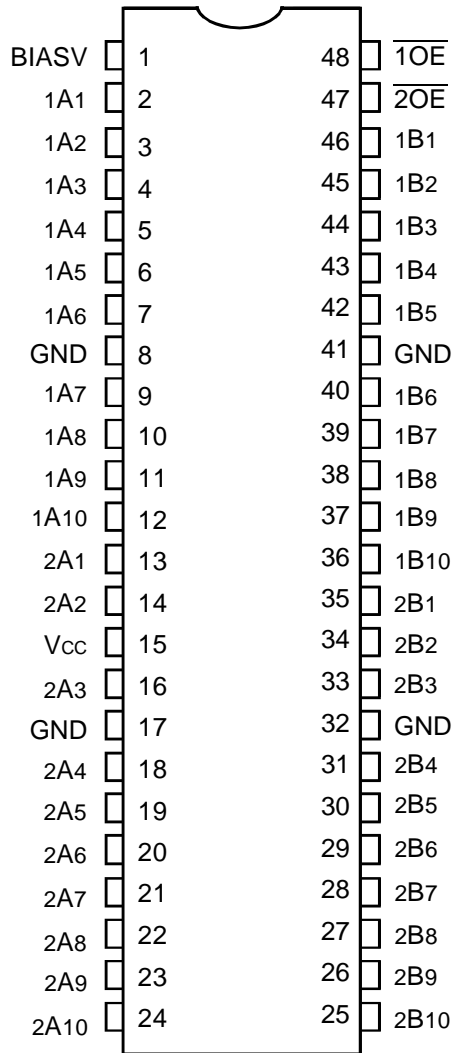 BIASV 1 48 1OE
1A1 2 47 2OE
1A2 3 46 1B1
1A3 4 45 1B2
1A4 5 44 1B3
1A5 6 43 1B4
1A6 7 42 1B5
GND 8 41 GND
1A7 9 40 1B6
1A8 10 39 1B7
1A9 11 38 1B8
1A10 12 37 1B9
2A1 13 36 1B10
2A2 14 35 2B1
VCC 15 34 2B2
2A3 16 33 2B3
GND 17 32 GND
2A4 18 31 2B4
2A5 19 30 2B5
2A6 20 29 2B6
2A7 21 28 2B7
2A8 22 27 2B8
2A9 23 26 2B9
2A10 24 25 2B10